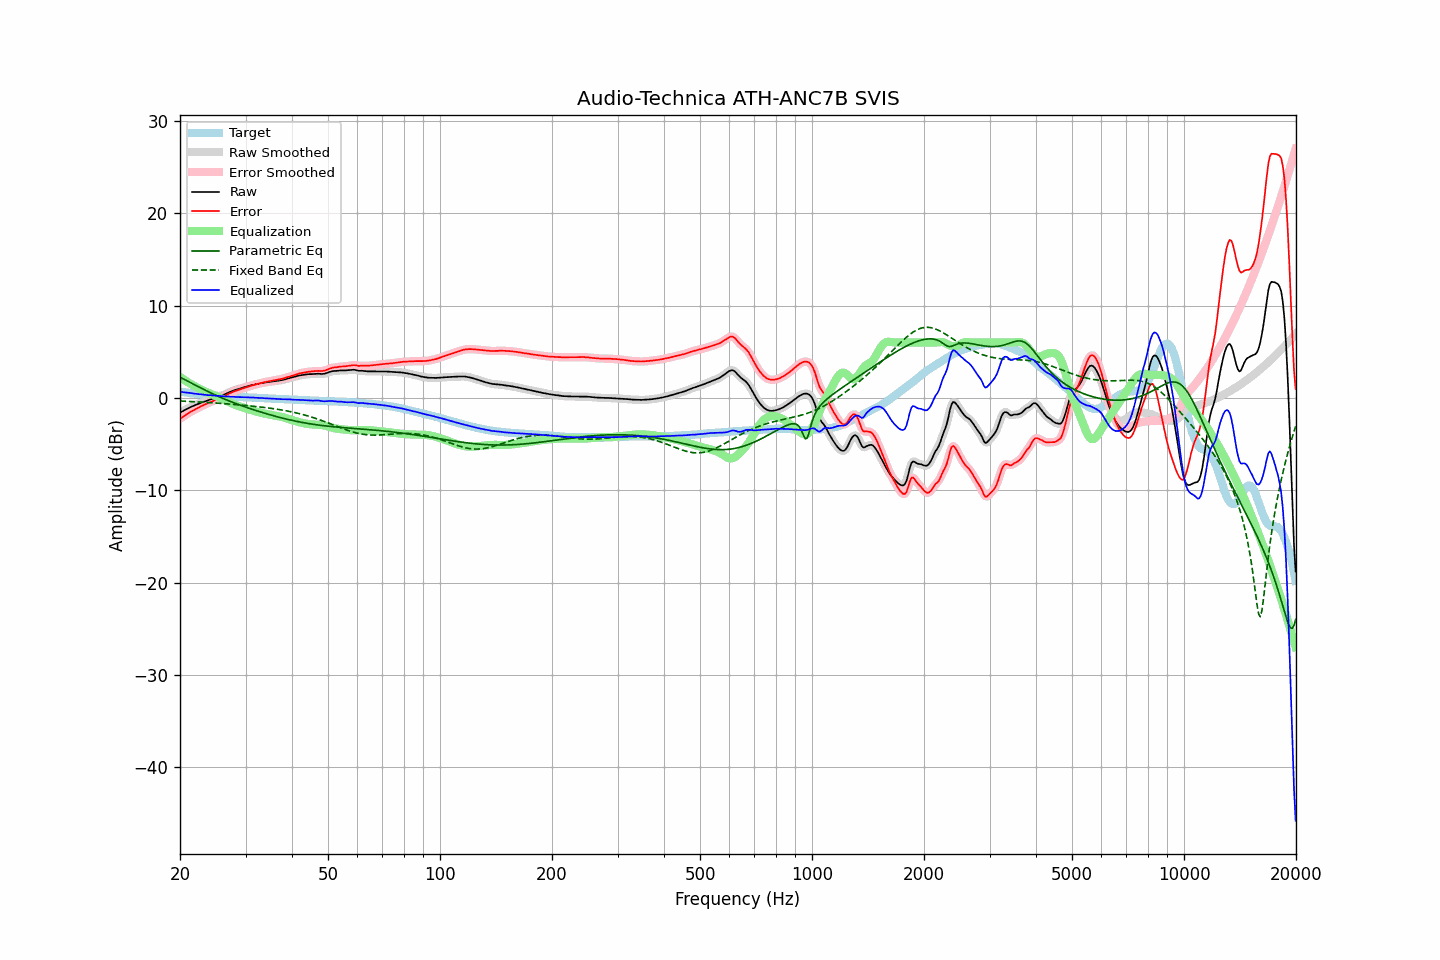 Audio-Technica ATH-ANC7B SVIS
30
20
10
0
−10
−20
−30
−40
Amplitude (dBr)
Target
Raw Smoothed
Error Smoothed
Raw
Error
Equalization
Parametric Eq
Fixed Band Eq
Equalized
20 50 100 200 500 1000 2000 5000 10000 20000
Frequency (Hz)